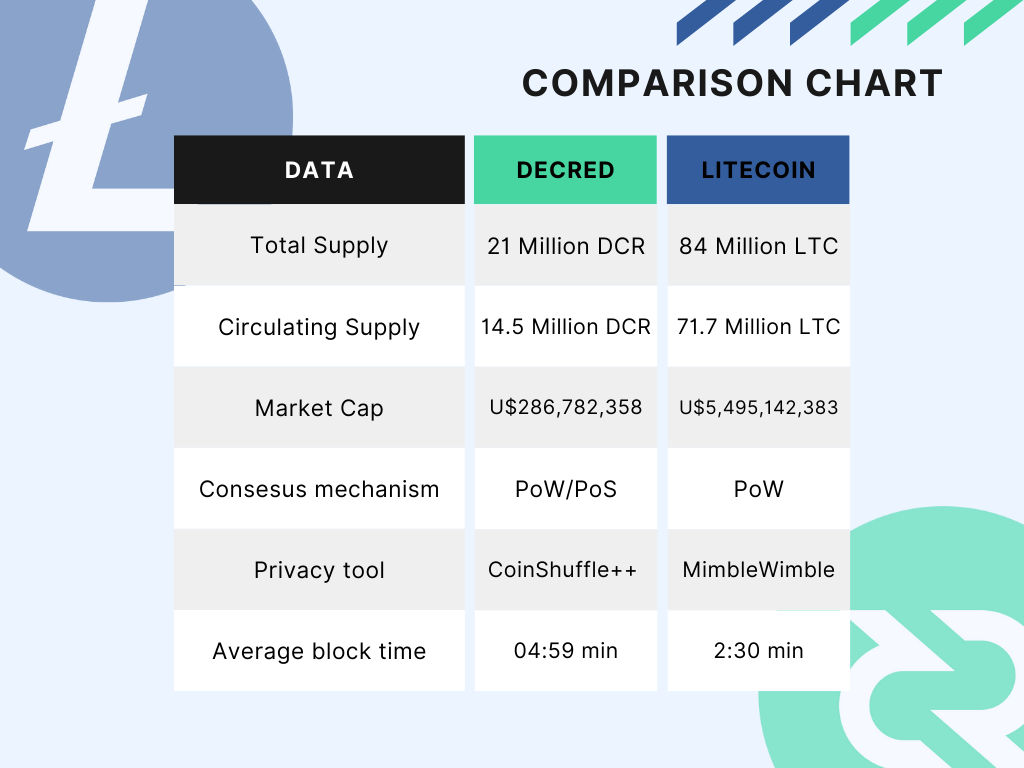 COMPARISON CHART
DATA DECRED LITECOIN
Total Supply 21 Million DCR 84 Million LTC
Circulating Supply 14.5 Million DCR 71.7 Million LTC
Market Cap U$286,782,358 U$5,495,142,383
Consesus mechanism PoW/PoS PoW
Privacy tool CoinShuffle++ MimbleWimble
Average block time 04:59 min 2:30 min